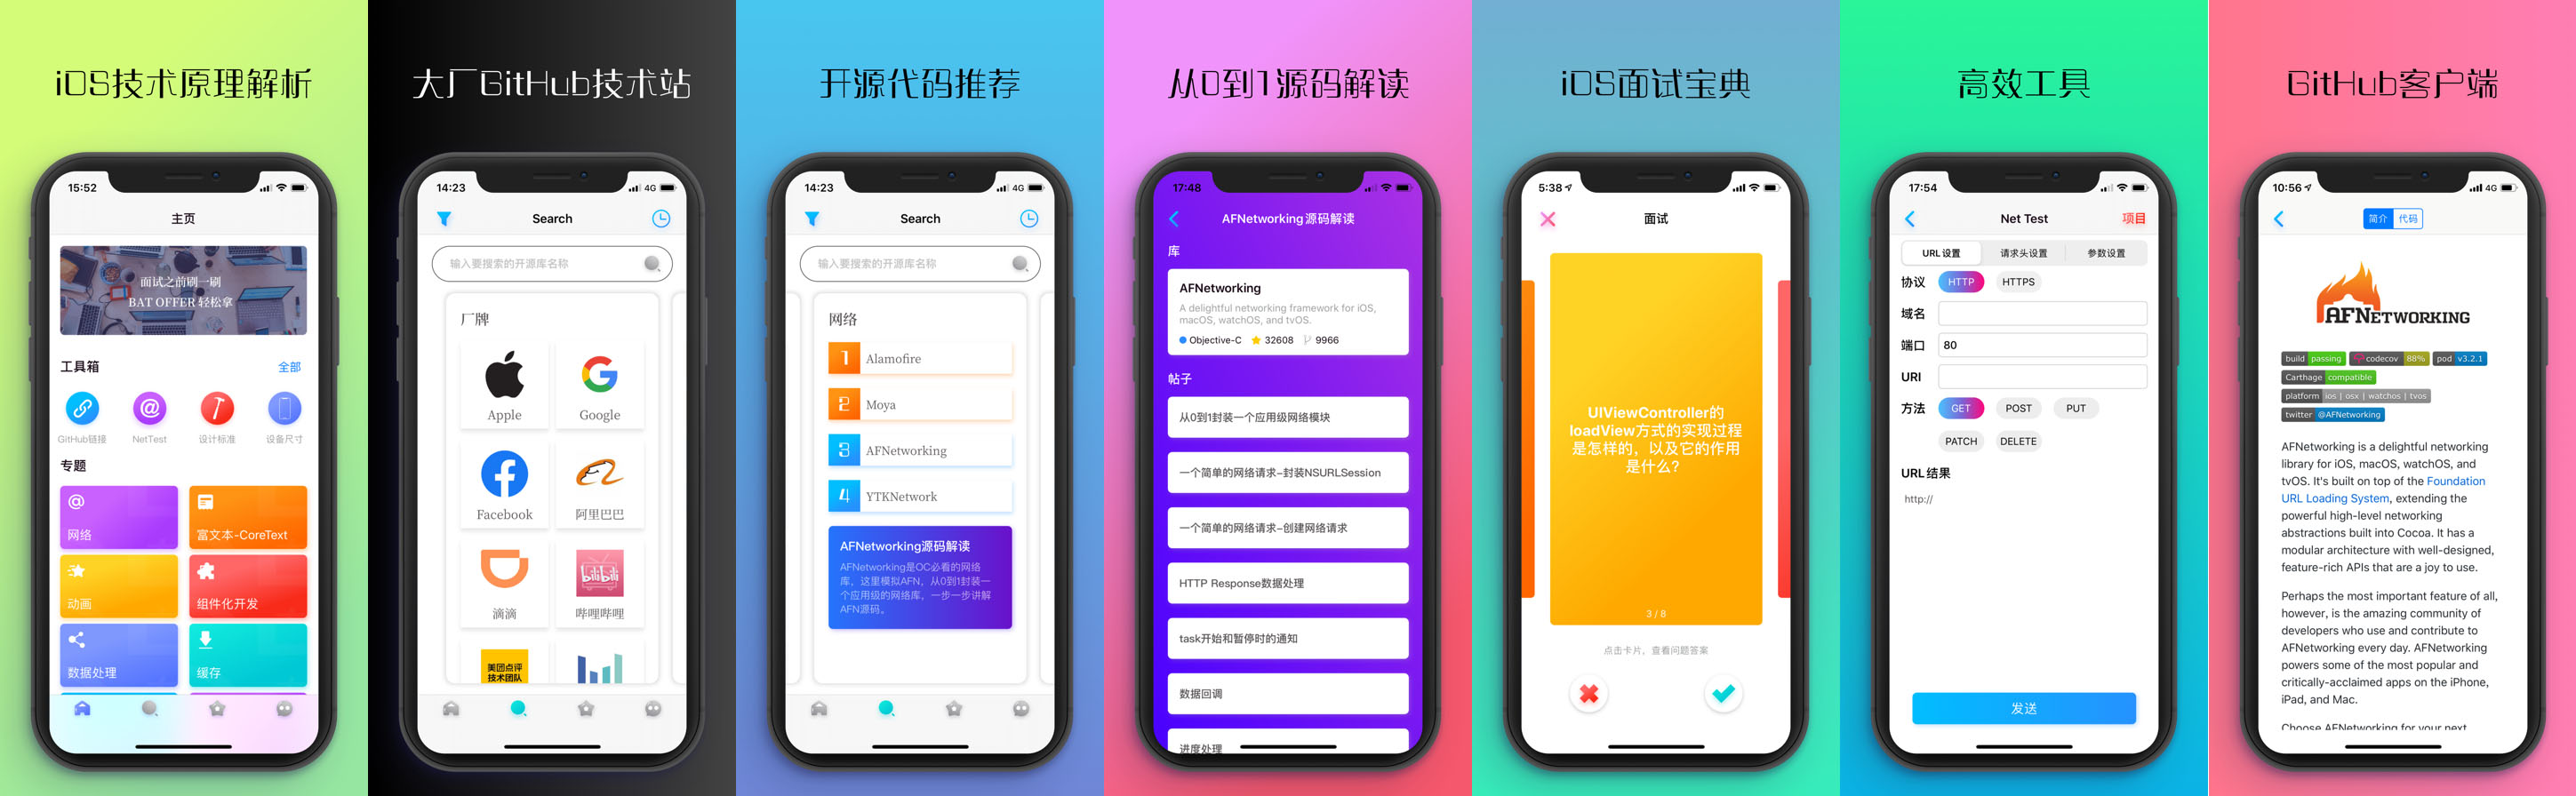 iOS技术原理解析
15:52
主页
面试之前刷一刷
BAT OFFER 轻松拿
工具箱
全部
GitHub链接
NetTest
设计标准
设备尺寸
专题
网络
富文本-CoreText
动画
组件化开发
数据处理
缓存
大厂GitHub技术站
14:23
4G
Search
输入要搜索的开源库名称
厂牌
Apple
Google
Facebook
阿里巴巴
滴滴
bilibili
哔哩哔哩
美团点评
技术团队
开源代码推荐
14:23
4G
Search
输入要搜索的开源库名称
网络
1 Alamofire
2 Moya
3 AFNetworking
4 YTKNetwork
AFNetworking源码解读
AFNetworking是OC必看的网络
库，这里模拟AFN，从0到1封装一
个应用级的网络库，一步一步讲解
AFN源码。
从0到1源码解读
17:48
AFNetworking源码解读
库
AFNetworking
A delightful networking framework for iOS,
macOS, watchOS, and tvOS.
Objective-C 32608 9966
帖子
从0到1封装一个应用级网络模块
一个简单的网络请求-封装NSURLSession
一个简单的网络请求-创建网络请求
HTTP Response数据处理
task开始和暂停时的通知
数据回调
进度处理
iOS面试宝典
5:38
面试
UIViewController的
loadView方式的实现过程
是怎样的，以及它的作用
是什么?
3 / 8
点击卡片，查看问题答案
高效工具
17:54
Net Test
项目
URL设置
请求头设置
参数设置
协议
HTTP
HTTPS
域名
端口
80
URI
方法
GET
POST
PUT
PATCH
DELETE
URL结果
http://
发送
GitHub客户端
10:56
4G
简介
代码
AFNETWORKING
build passing codecov 88% pod v3.2.1
Carthage compatible
platform ios | osx | watchos | tvos
twitter @AFNetworking
AFNetworking is a delightful networking
library for iOS, macOS, watchOS, and
tvOS. It's built on top of the Foundation
URL Loading System, extending the
powerful high-level networking
abstractions built into Cocoa. It has a
modular architecture with well-designed,
feature-rich APIs that are a joy to use.
Perhaps the most important feature of all,
however, is the amazing community of
developers who use and contribute to
AFNetworking every day. AFNetworking
powers some of the most popular and
critically-acclaimed apps on the iPhone,
iPad, and Mac.
Choose AFNetworking for your next